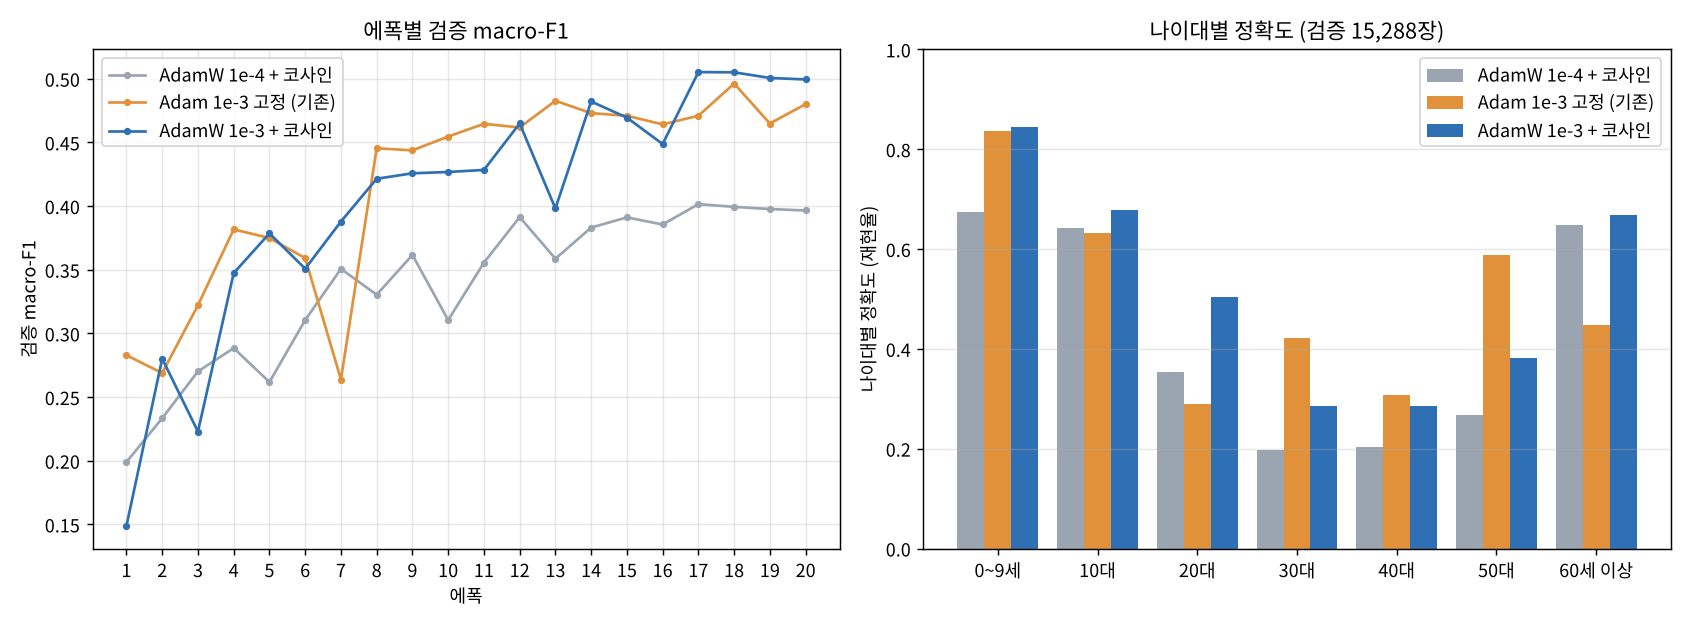 에폭별 검증 macro-F1
AdamW 1e-4 + 코사인
Adam 1e-3 고정 (기존)
AdamW 1e-3 + 코사인
검증 macro-F1
0.50
0.45
0.40
0.35
0.30
0.25
0.20
0.15
1 2 3 4 5 6 7 8 9 10 11 12 13 14 15 16 17 18 19 20
에폭
나이대별 정확도 (검증 15,288장)
AdamW 1e-4 + 코사인
Adam 1e-3 고정 (기존)
AdamW 1e-3 + 코사인
나이대별 정확도 (재현율)
1.0
0.8
0.6
0.4
0.2
0.0
0~9세 10대 20대 30대 40대 50대 60세 이상